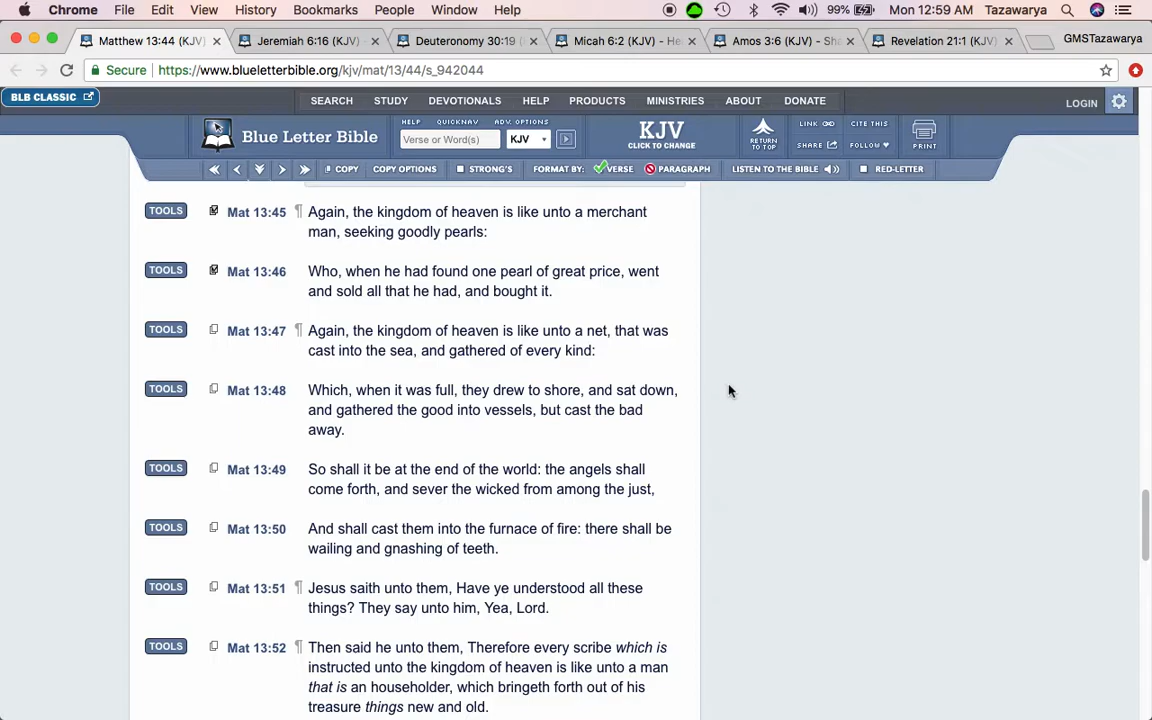 Chrome File Edit View History Bookmarks People Window Help 99% Mon 12:59 AM Tazawarya
Matthew 13:44 (KJV) Jeremiah 6:16 (KJV) - Deuteronomy 30:19 Micah 6:2 (KJV) - He Amos 3:6 (KJV) - Sha Revelation 21:1 (KJV) GMSTazawarya
Secure https://www.blueletterbible.org/kjv/mat/13/44/s_942044
BLB CLASSIC SEARCH STUDY DEVOTIONALS HELP PRODUCTS MINISTRIES ABOUT DONATE LOGIN
HELP QUICKNAV ADV. OPTIONS
Blue Letter Bible Verse or Word(s) KJV
KJV
CLICK TO CHANGE
RETURN
TO TOP
LINK CITE THIS
SHARE FOLLOW
PRINT
COPY COPY OPTIONS STRONG'S FORMAT BY: VERSE PARAGRAPH LISTEN TO THE BIBLE RED-LETTER
TOOLS Mat 13:45 ¶ Again, the kingdom of heaven is like unto a merchant
man, seeking goodly pearls:
TOOLS Mat 13:46 Who, when he had found one pearl of great price, went
and sold all that he had, and bought it.
TOOLS Mat 13:47 ¶ Again, the kingdom of heaven is like unto a net, that was
cast into the sea, and gathered of every kind:
TOOLS Mat 13:48 Which, when it was full, they drew to shore, and sat down,
and gathered the good into vessels, but cast the bad
away.
TOOLS Mat 13:49 So shall it be at the end of the world: the angels shall
come forth, and sever the wicked from among the just,
TOOLS Mat 13:50 And shall cast them into the furnace of fire: there shall be
wailing and gnashing of teeth.
TOOLS Mat 13:51 ¶ Jesus saith unto them, Have ye understood all these
things? They say unto him, Yea, Lord.
TOOLS Mat 13:52 ¶ Then said he unto them, Therefore every scribe which is
instructed unto the kingdom of heaven is like unto a man
that is an householder, which bringeth forth out of his
treasure things new and old.